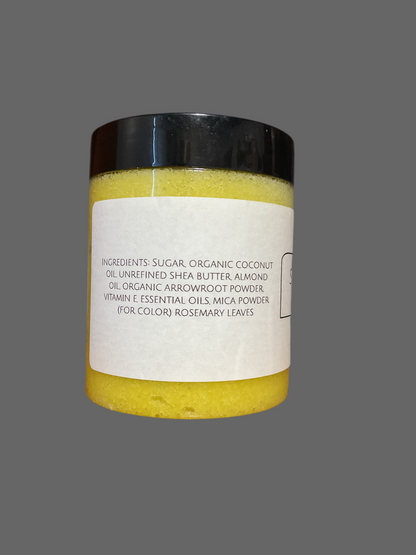 INGREDIENTS: SUGAR, ORGANIC COCONUT
OIL, UNREFINED SHEA BUTTER, ALMOND
OIL, ORGANIC ARROWROOT POWDER,
VITAMIN E, ESSENTIAL OILS, MICA POWDER
(FOR COLOR) ROSEMARY LEAVES